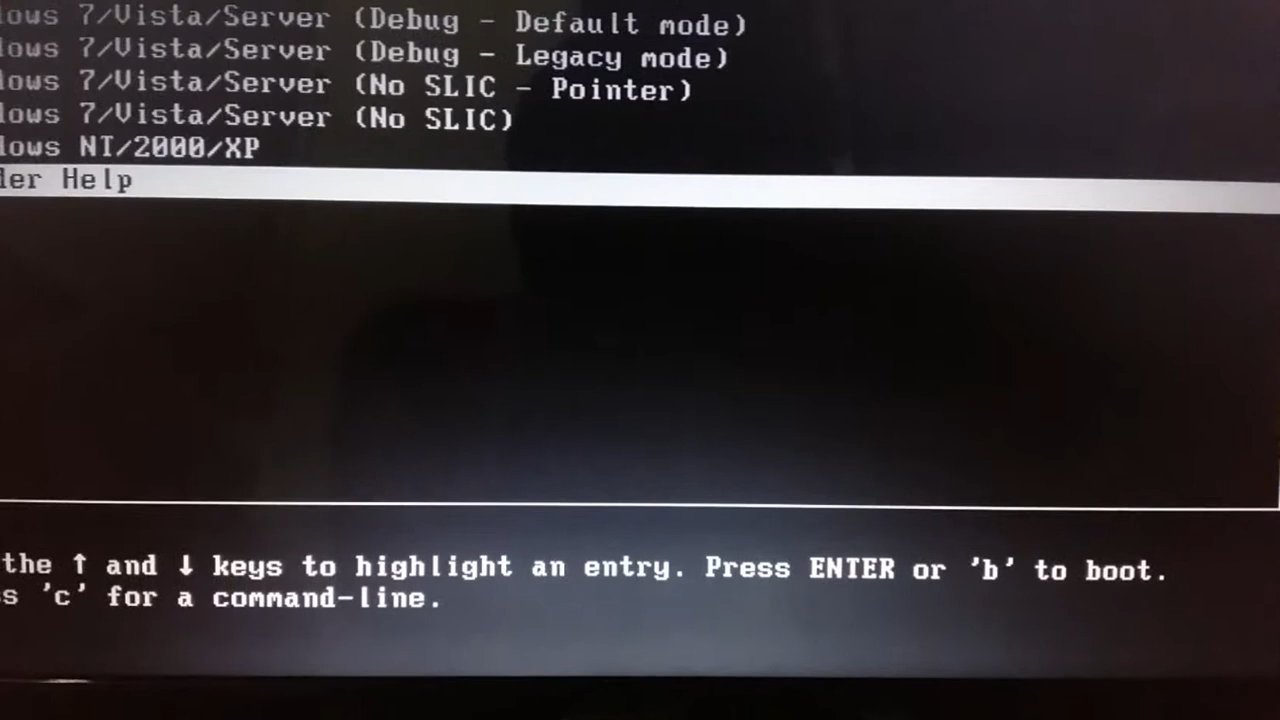 lows 7/Vista/Server (Debug - Default mode)
lows 7/Vista/Server (Debug - Legacy mode)
lows 7/Vista/Server (No SLIC - Pointer)
lows 7/Vista/Server (No SLIC)
lows NT/2000/XP
der Help
the ↑ and ↓ keys to highlight an entry. Press ENTER or 'b' to boot.
s 'c' for a command-line.